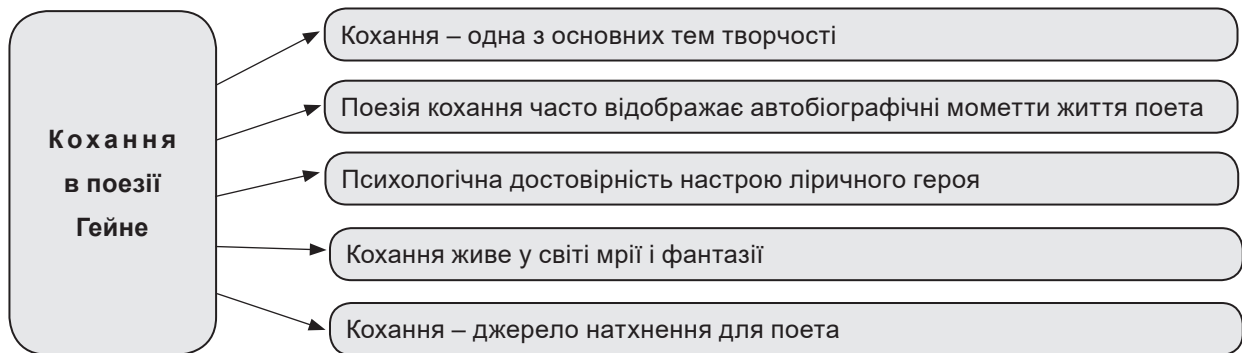 Кохання
в поезії
Гейне
Кохання – одна з основних тем творчості
Поезія кохання часто відображає автобіографічні мометти життя поета
Психологічна достовірність настрою ліричного героя
Кохання живе у світі мрії і фантазії
Кохання – джерело натхнення для поета